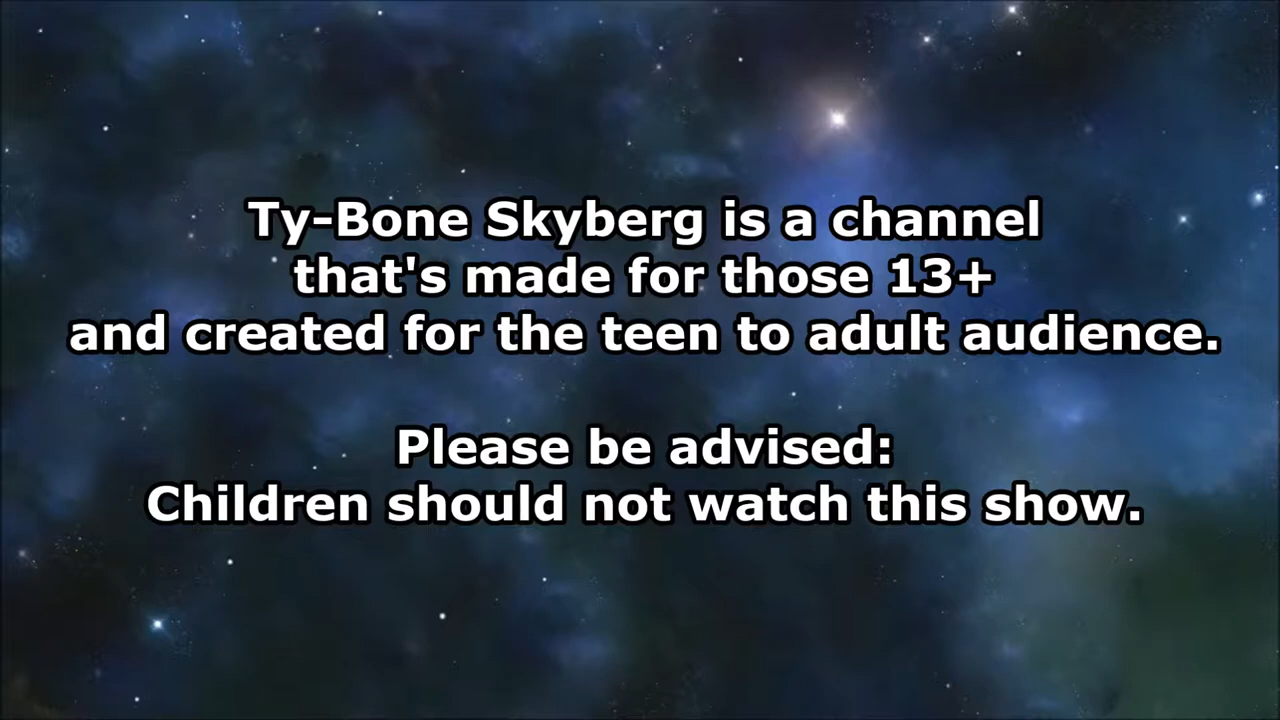 Ty-Bone Skyberg is a channel
that's made for those 13+
and created for the teen to adult audience.
Please be advised:
Children should not watch this show.